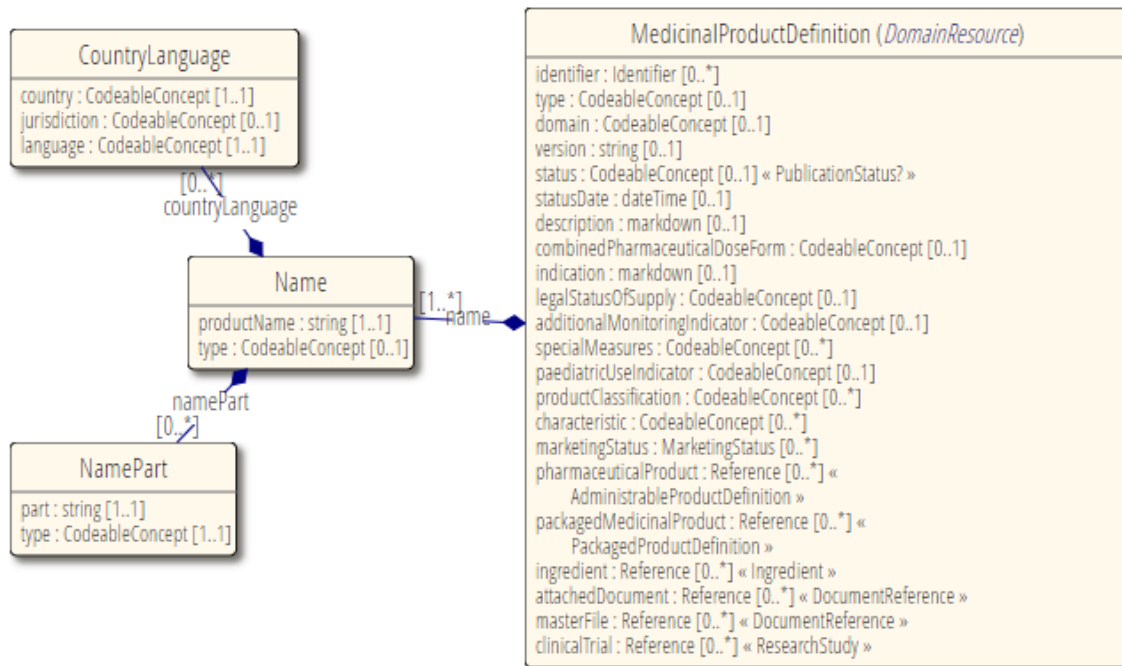 CountryLanguage
country : CodeableConcept [1..1]
jurisdiction : CodeableConcept [0..1]
language : CodeableConcept [1..1]
[0..*]
countryLanguage
Name
productName : string [1..1]
type : CodeableConcept [0..1]
[1..*]
name
namePart
[0..*]
NamePart
part : string [1..1]
type : CodeableConcept [1..1]
MedicinalProductDefinition (DomainResource)
identifier : Identifier [0..*]
type : CodeableConcept [0..1]
domain : CodeableConcept [0..1]
version : string [0..1]
status : CodeableConcept [0..1] « PublicationStatus? »
statusDate : dateTime [0..1]
description : markdown [0..1]
combinedPharmaceuticalDoseForm : CodeableConcept [0..1]
indication : markdown [0..1]
legalStatusOfSupply : CodeableConcept [0..1]
additionalMonitoringIndicator : CodeableConcept [0..1]
specialMeasures : CodeableConcept [0..*]
paediatricUseIndicator : CodeableConcept [0..1]
productClassification : CodeableConcept [0..*]
characteristic : CodeableConcept [0..*]
marketingStatus : MarketingStatus [0..*]
pharmaceuticalProduct : Reference [0..*] «
AdministrableProductDefinition »
packagedMedicinalProduct : Reference [0..*] «
PackagedProductDefinition »
ingredient : Reference [0..*] « Ingredient »
attachedDocument : Reference [0..*] « DocumentReference »
masterFile : Reference [0..*] « DocumentReference »
clinicalTrial : Reference [0..*] « ResearchStudy »